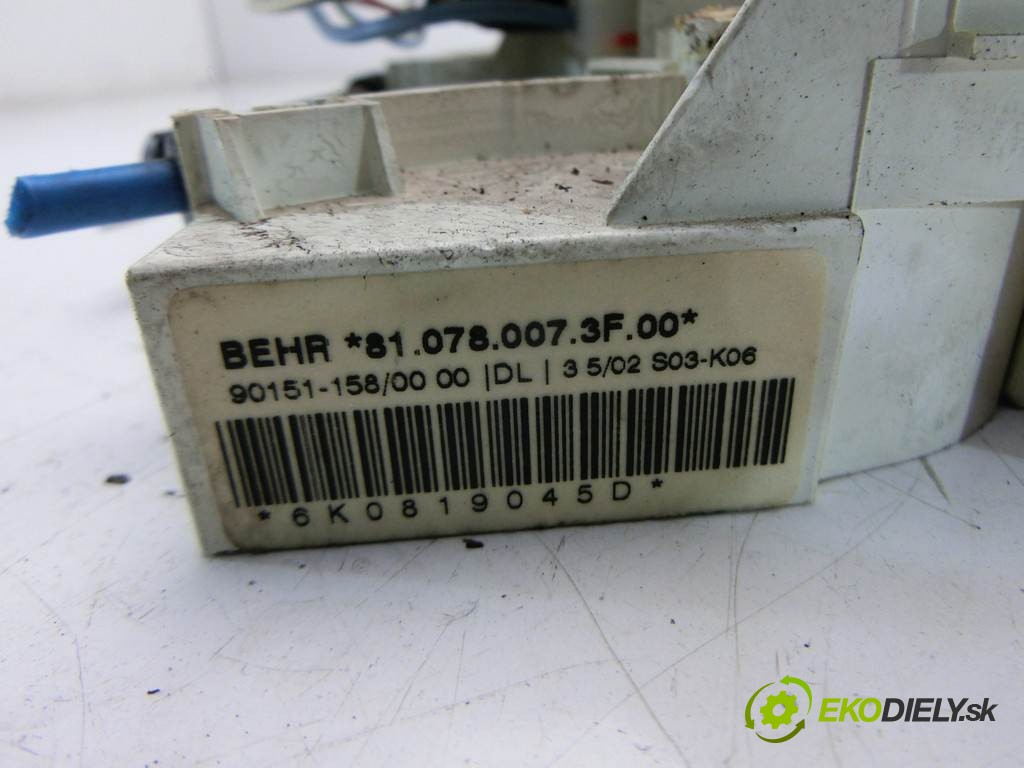 BEHR *81.078.007.3F.00*
90151-158/00 00 |DL| 3 5/02 S03-K06
*6K0819045D*
EKODIELY.sk